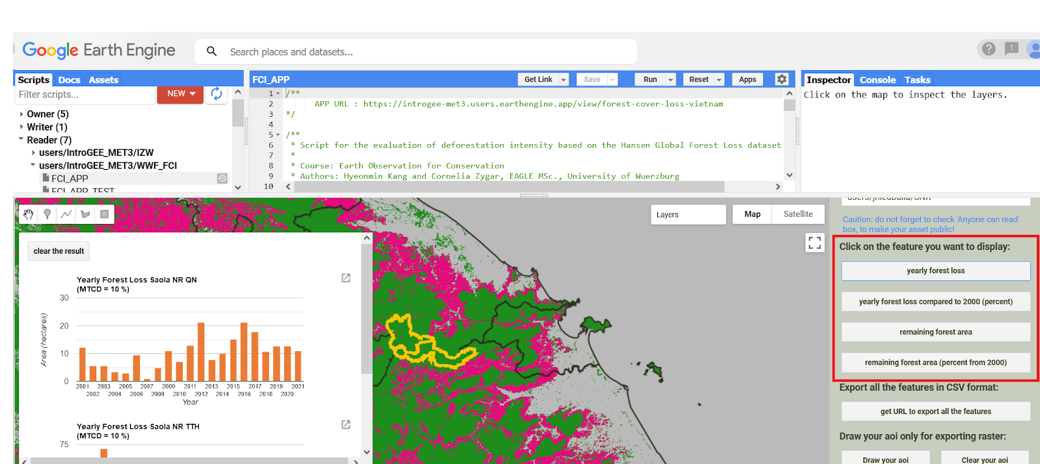 Google Earth Engine
Search places and datasets...
Scripts Docs Assets
Filter scripts...
NEW
Owner (5)
Writer (1)
Reader (7)
users/IntroGEE_MET3/IZW
users/IntroGEE_MET3/WWF_FCI
FCI_APP
FCI_APP_TEST
FCI_APP
Get Link
Save
Run
Reset
Apps
1 /**
2 APP URL : https://introgee-met3.users.earthengine.app/view/forest-cover-loss-vietnam
3 */
4
5 /**
6 * Script for the evaluation of deforestation intensity based on the Hansen Global Forest Loss dataset
7 *
8 * Course: Earth Observation for Conservation
9 * Authors: Hyeonmin Kang and Cornelia Zygar, EAGLE MSc., University of Wuerzburg
10
Inspector Console Tasks
Click on the map to inspect the layers.
Layers
Map Satellite
clear the result
Yearly Forest Loss Saola NR QN
(MTCD = 10 %)
Area (hectares)
30
20
10
0
2001 2003 2005 2007 2009 2011 2013 2015 2017 2019 2021
2002 2004 2006 2008 2010 2012 2014 2016 2018 2020
Year
Yearly Forest Loss Saola NR TTH
(MTCD = 10 %)
75
Caution: do not forget to check 'Anyone can read'
box, to make your asset public!
Click on the feature you want to display:
yearly forest loss
yearly forest loss compared to 2000 (percent)
remaining forest area
remaining forest area (percent from 2000)
Export all the features in CSV format:
get URL to export all the features
Draw your aoi only for exporting raster:
Draw your aoi
Clear your aoi